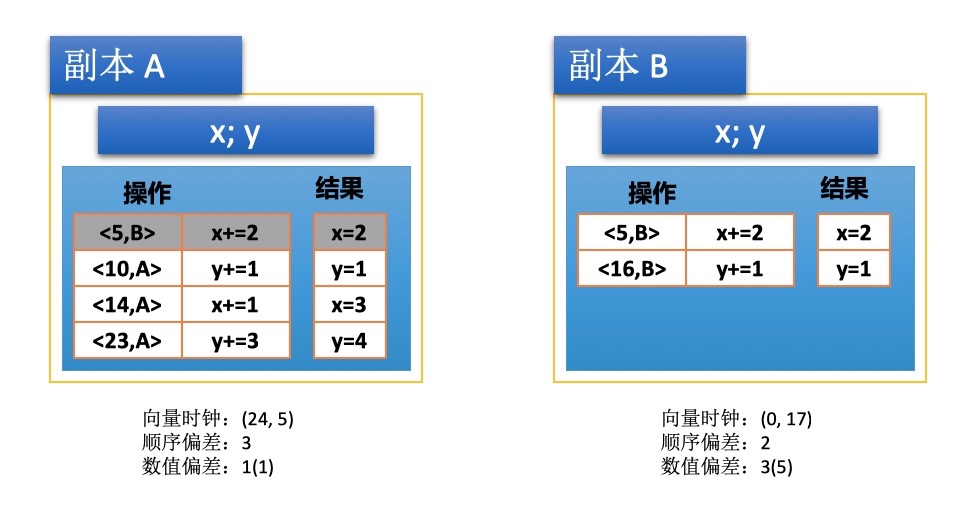 副本 A
x; y
操作 结果
<5,B> x+=2 x=2
<10,A> y+=1 y=1
<14,A> x+=1 x=3
<23,A> y+=3 y=4
向量时钟：(24, 5)
顺序偏差：3
数值偏差：1(1)
副本 B
x; y
操作 结果
<5,B> x+=2 x=2
<16,B> y+=1 y=1
向量时钟：(0, 17)
顺序偏差：2
数值偏差：3(5)